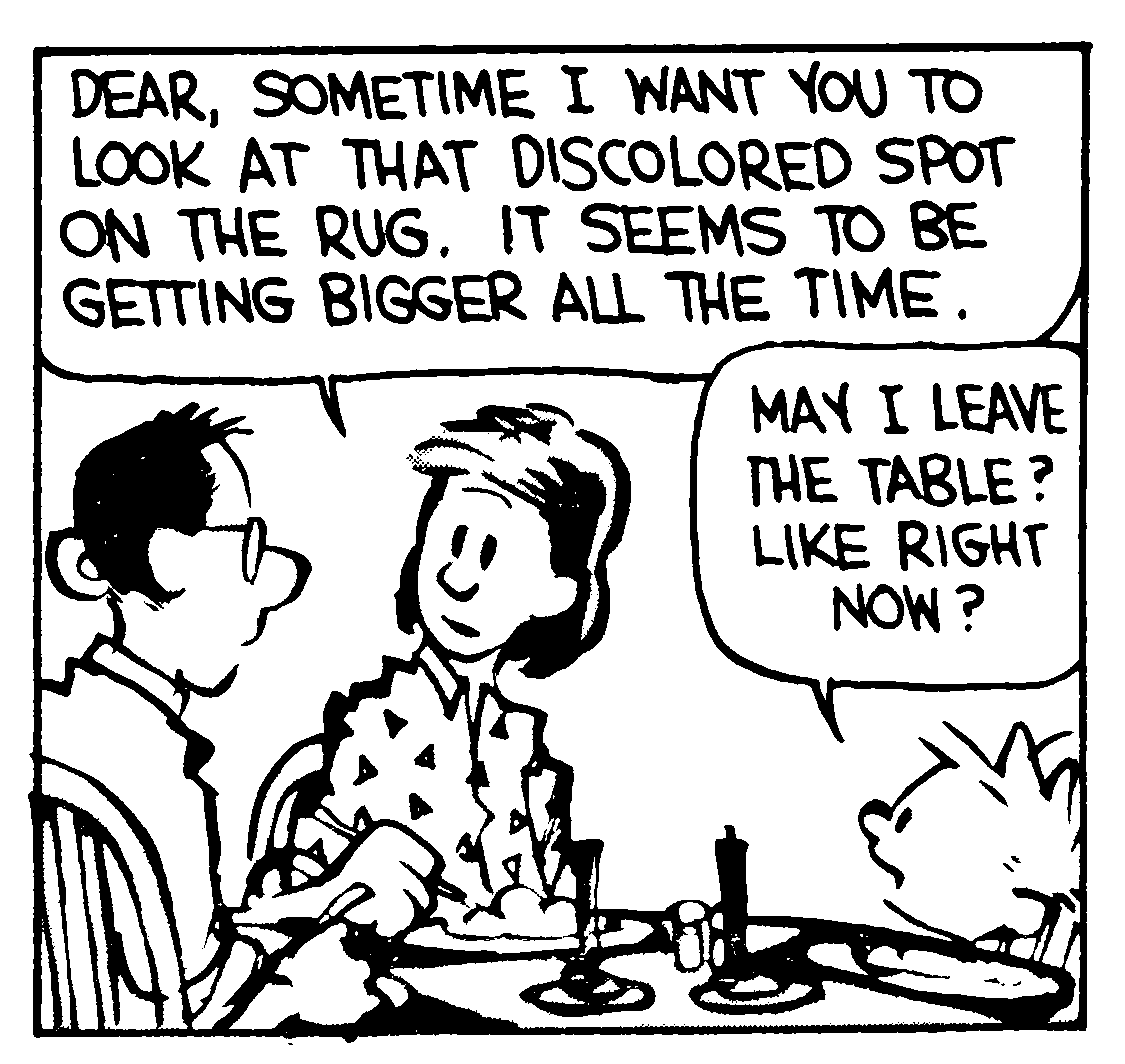 DEAR, SOMETIME I WANT YOU TO
LOOK AT THAT DISCOLORED SPOT
ON THE RUG. IT SEEMS TO BE
GETTING BIGGER ALL THE TIME.
MAY I LEAVE
THE TABLE?
LIKE RIGHT
NOW?